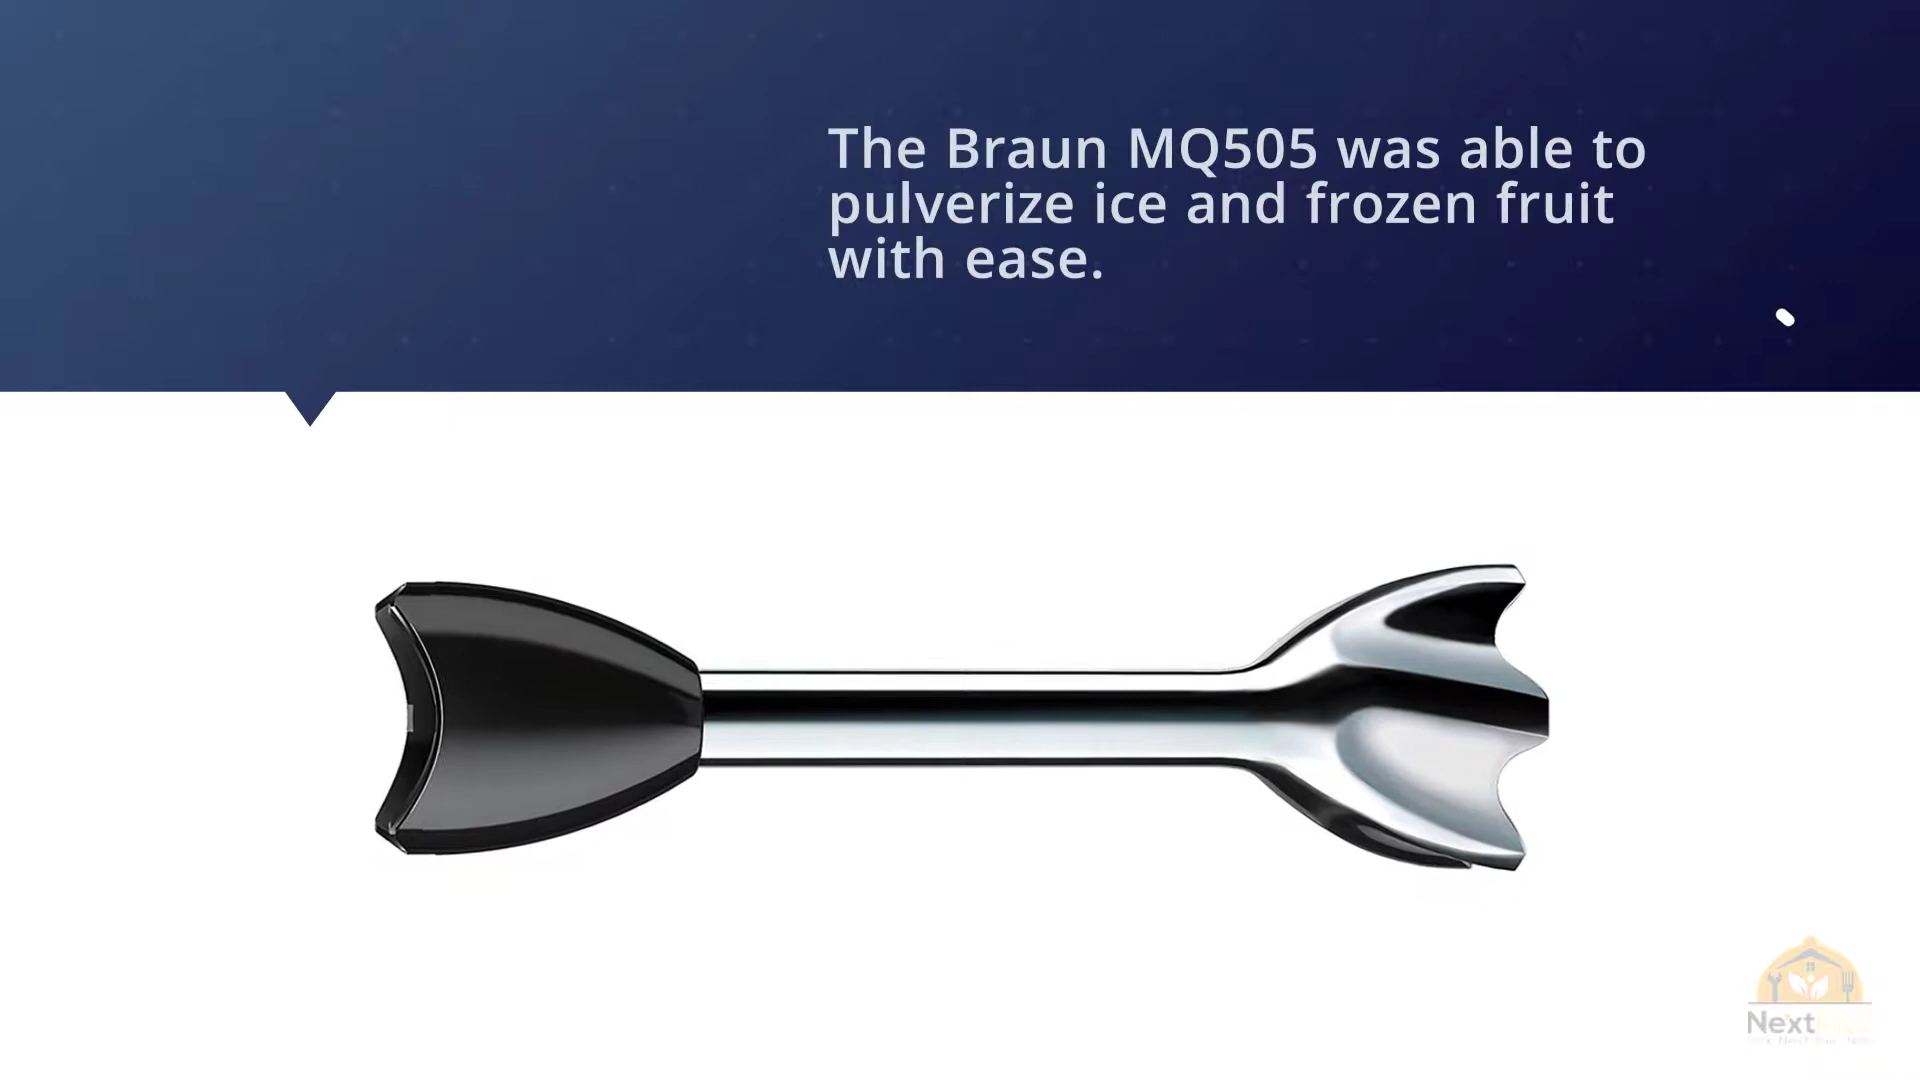 The Braun MQ505 was able to
pulverize ice and frozen fruit
with ease.
Next